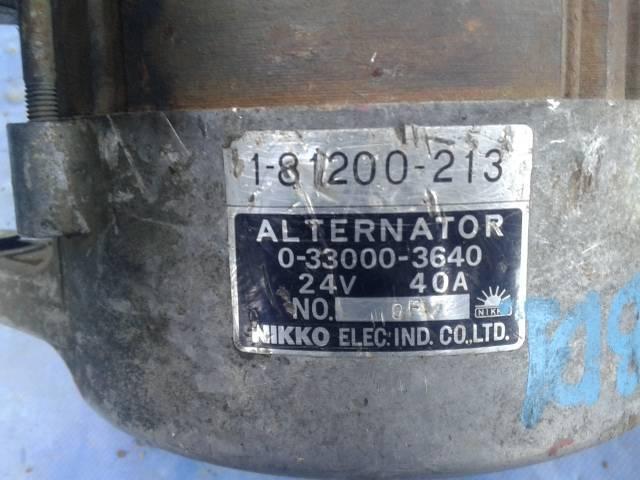 1-81200-213
ALTERNATOR
0-33000-3640
24V 40A
NO.
NIKKO
NIKKO ELEC. IND. CO., LTD.